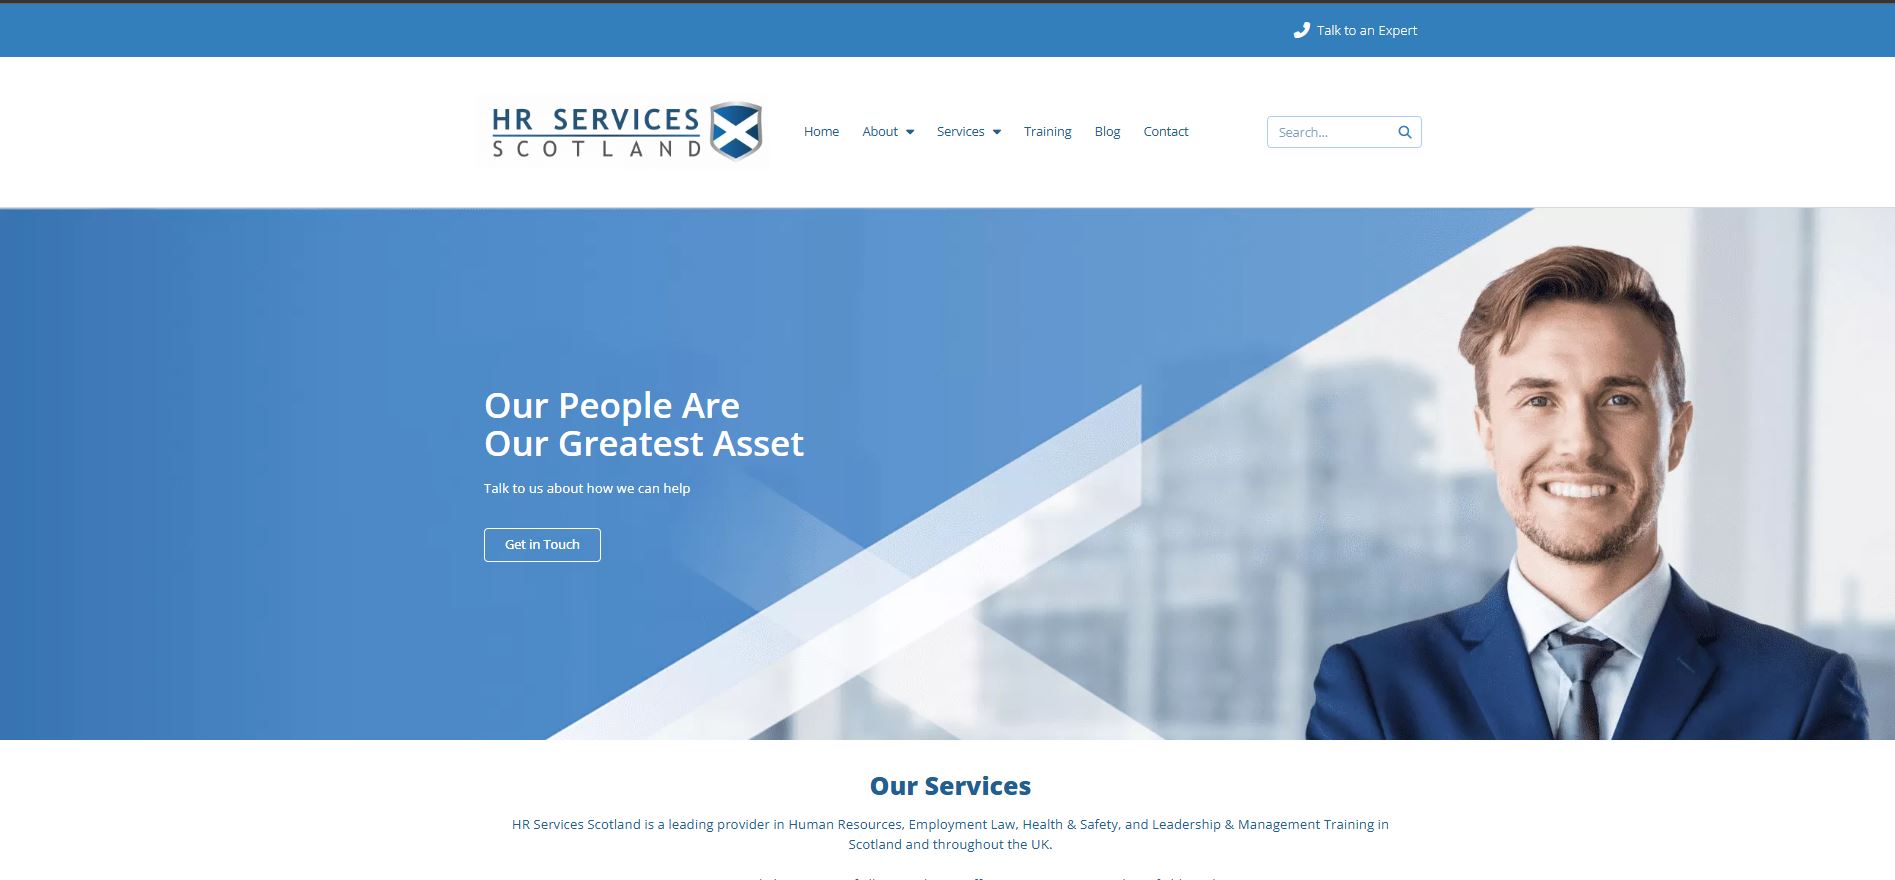 Talk to an Expert
HR SERVICES
SCOTLAND
Home
About
Services
Training
Blog
Contact
Search...
Our People Are
Our Greatest Asset
Talk to us about how we can help
Get in Touch
Our Services
HR Services Scotland is a leading provider in Human Resources, Employment Law, Health & Safety, and Leadership & Management Training in
Scotland and throughout the UK.